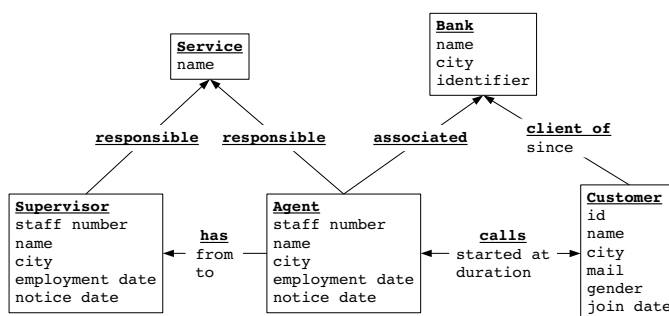 Service
name
Bank
name
city
identifier
responsible
responsible
associated
client of
since
Supervisor
staff number
name
city
employment date
notice date
has
from
to
Agent
staff number
name
city
employment date
notice date
calls
started at
duration
Customer
id
name
city
mail
gender
join date